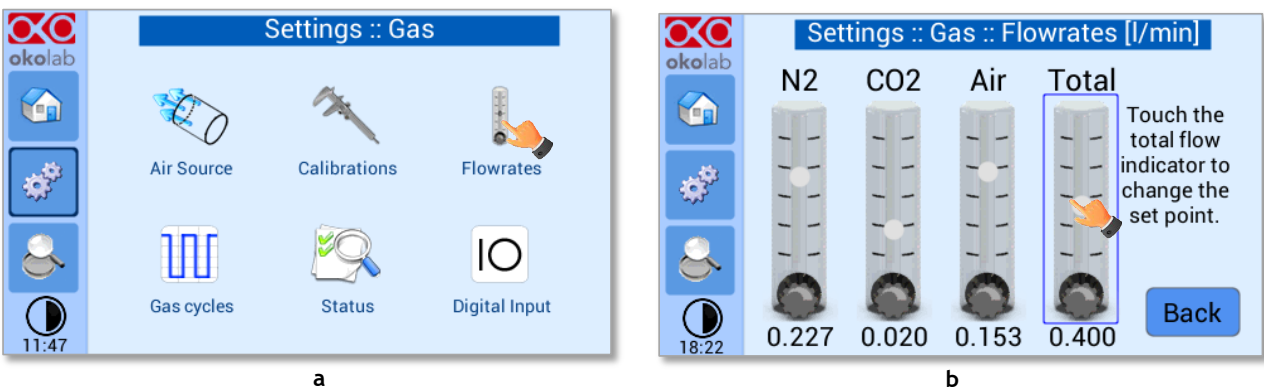 okolab
Settings :: Gas
Air Source
Calibrations
Flowrates
Gas cycles
Status
IO
Digital Input
11:47
a
okolab
Settings :: Gas :: Flowrates [l/min]
N2 CO2 Air Total
Touch the
total flow
indicator to
change the
set point.
Back
0.227 0.020 0.153 0.400
18:22
b